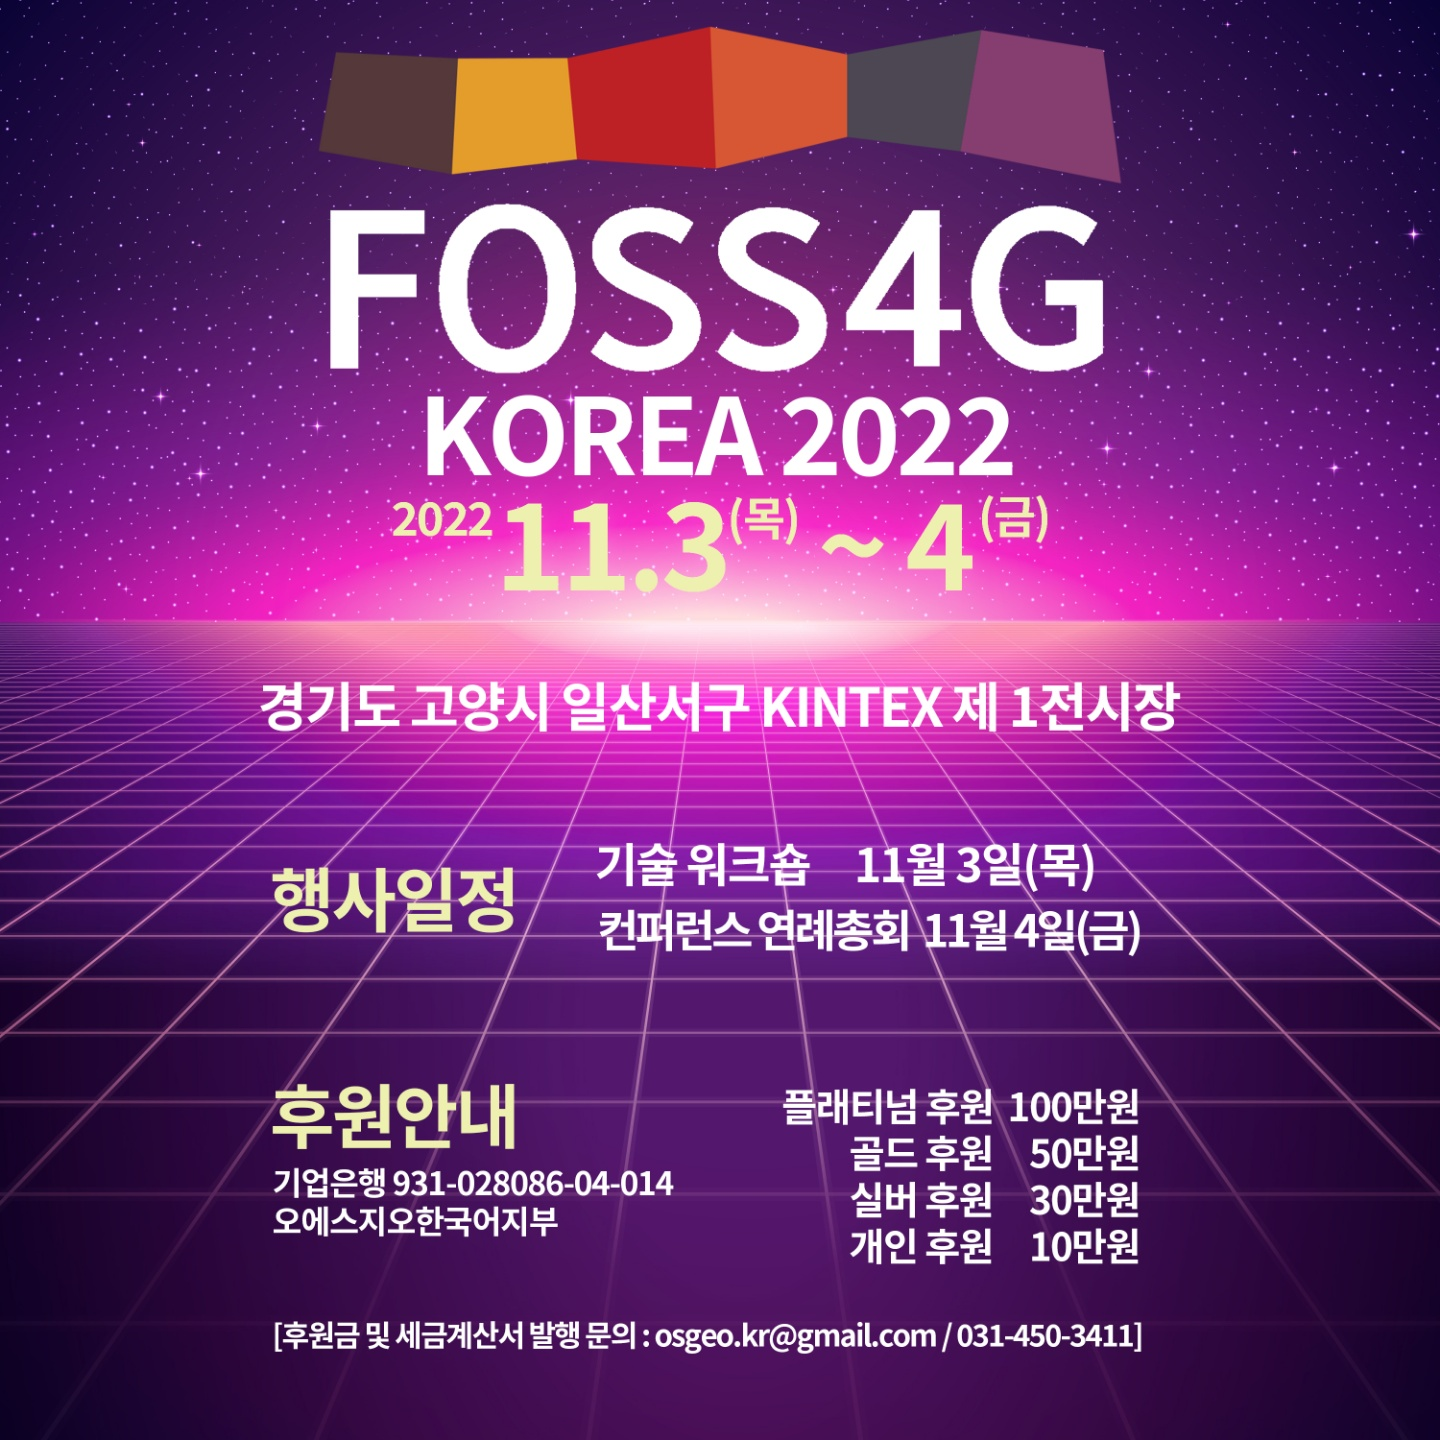 FOSS4G
KOREA 2022
2022 11.3(목) ~ 4(금)
경기도 고양시 일산서구 KINTEX 제 1전시장
행사일정
기술 워크숍 11월 3일(목)
컨퍼런스 연례총회 11월 4일(금)
후원안내
기업은행 931-028086-04-014
오에스지오한국어지부
플래티넘 후원 100만원
골드 후원 50만원
실버 후원 30만원
개인 후원 10만원
[후원금 및 세금계산서 발행 문의 : osgeo.kr@gmail.com / 031-450-3411]